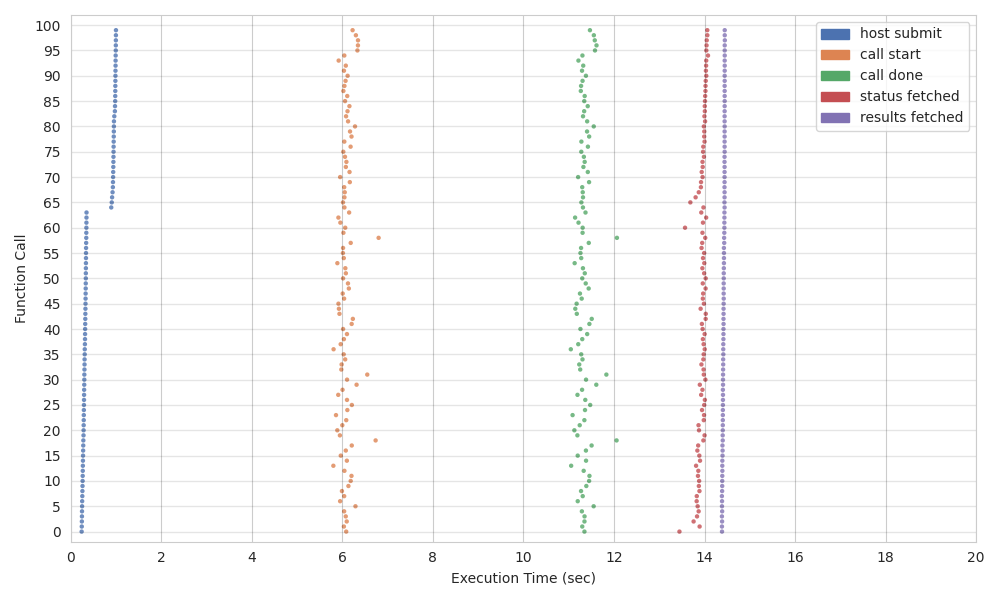 100
95
90
85
80
75
70
65
60
55
50
45
40
35
30
25
20
15
10
5
0
Function Call
host submit
call start
call done
status fetched
results fetched
0 2 4 6 8 10 12 14 16 18 20
Execution Time (sec)